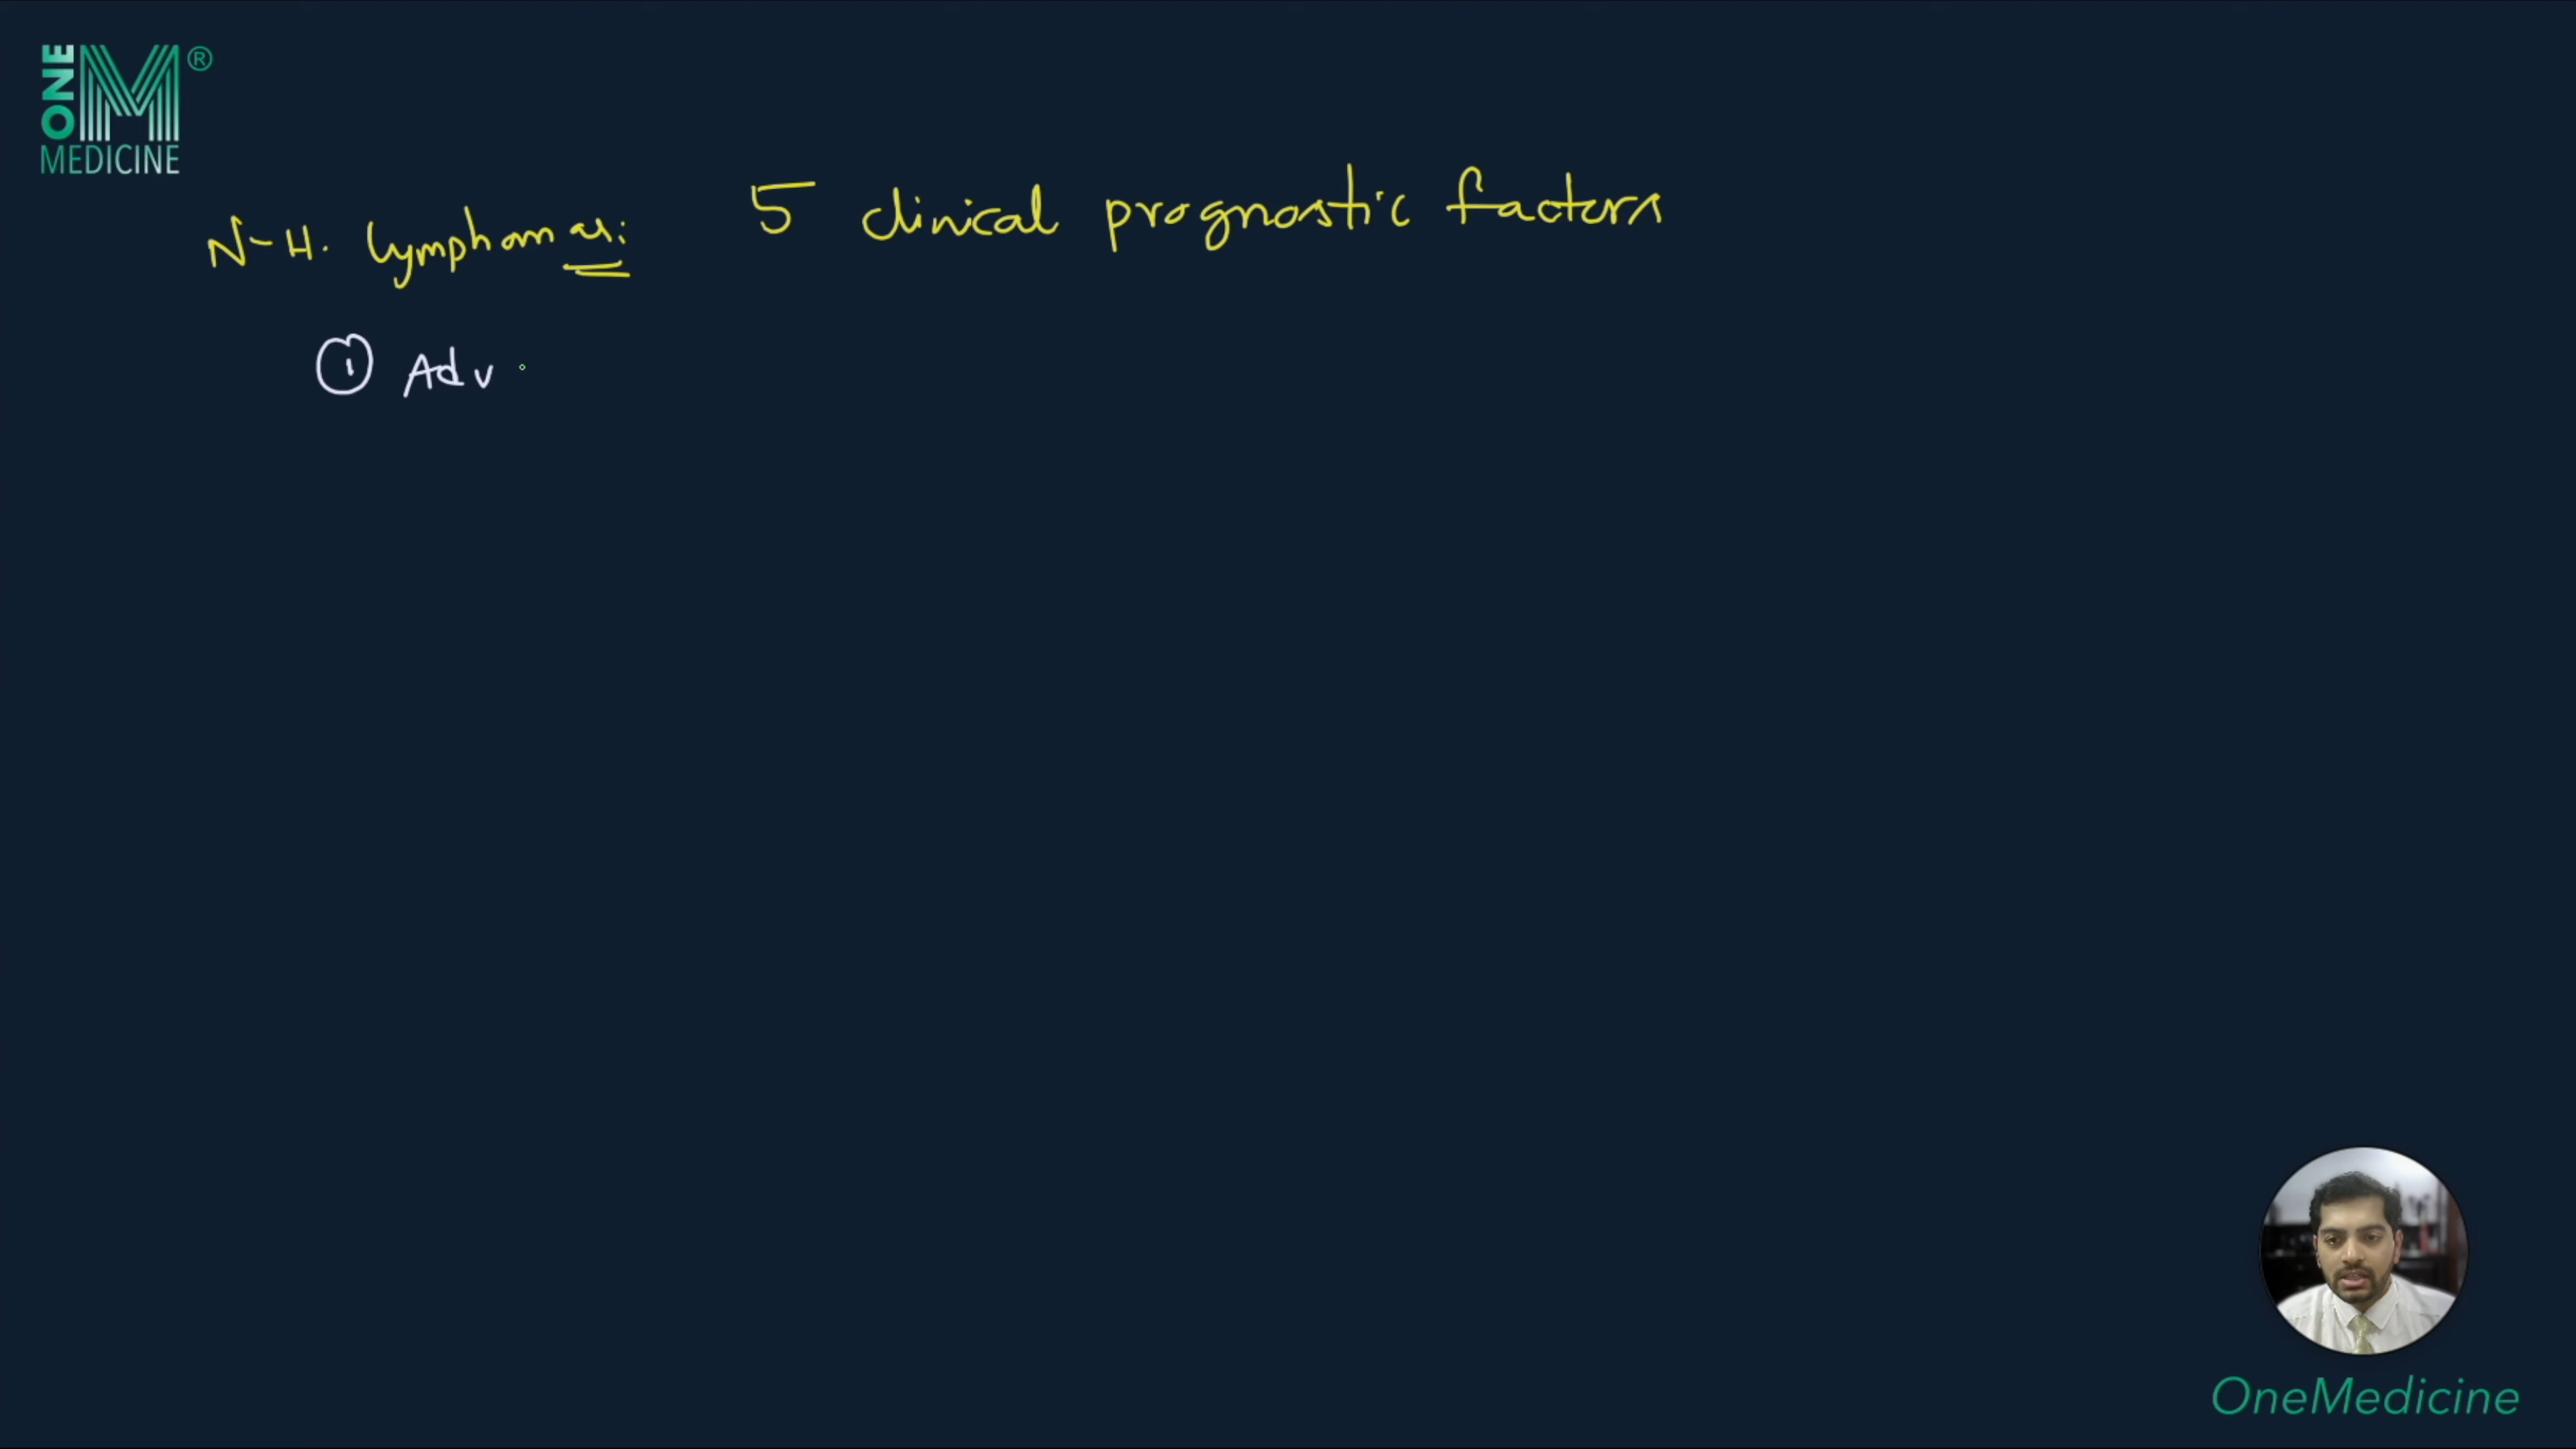 ONE M ®
MEDICINE
5 clinical prognostic factors
N-H. Lymphomas:
① Adv
OneMedicine